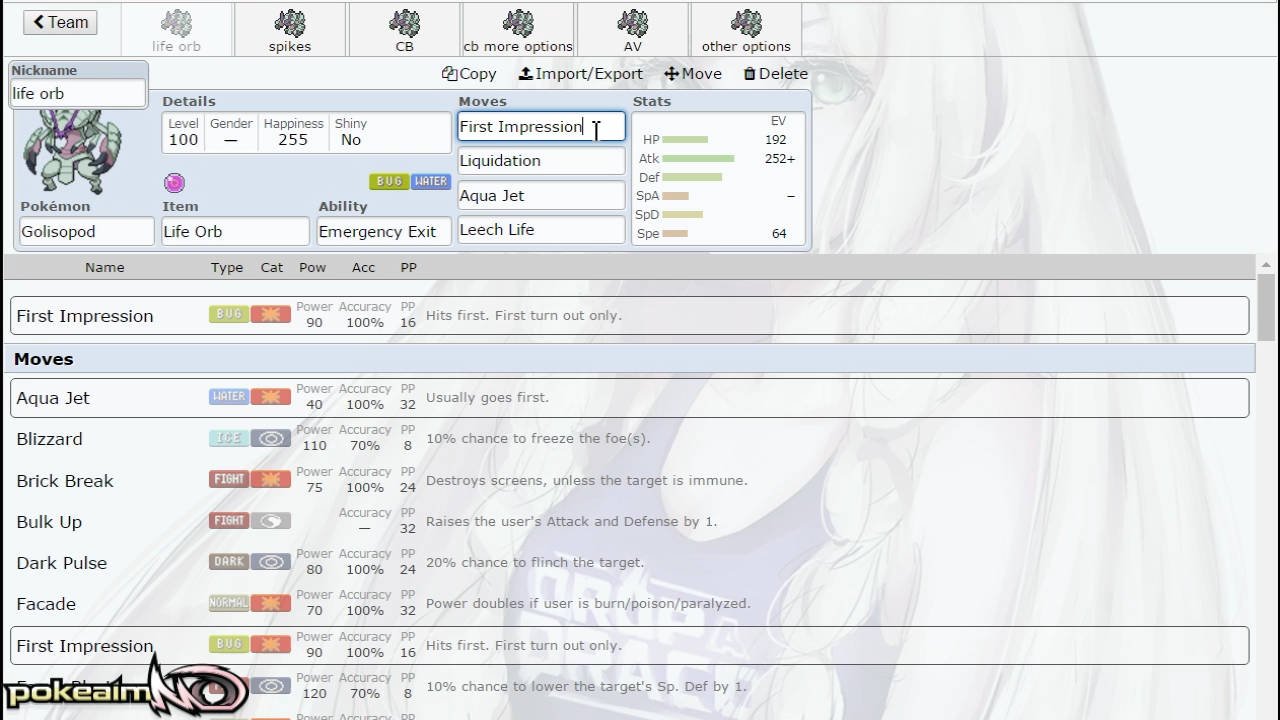 Team
life orb
spikes
CB
cb more options
AV
other options
Nickname
life orb
Copy
Import/Export
Move
Delete
Details
Level
100
Gender
—
Happiness
255
Shiny
No
BUG
WATER
Pokémon
Golisopod
Item
Life Orb
Ability
Emergency Exit
Moves
First Impression
Liquidation
Aqua Jet
Leech Life
Stats
EV
HP 192
Atk 252+
Def
SpA –
SpD
Spe 64
Name Type Cat Pow Acc PP
First Impression BUG Power 90 Accuracy 100% PP 16 Hits first. First turn out only.
Moves
Aqua Jet WATER Power 40 Accuracy 100% PP 32 Usually goes first.
Blizzard ICE Power 110 Accuracy 70% PP 8 10% chance to freeze the foe(s).
Brick Break FIGHT Power 75 Accuracy 100% PP 24 Destroys screens, unless the target is immune.
Bulk Up FIGHT Accuracy — PP 32 Raises the user's Attack and Defense by 1.
Dark Pulse DARK Power 80 Accuracy 100% PP 24 20% chance to flinch the target.
Facade NORMAL Power 70 Accuracy 100% PP 32 Power doubles if user is burn/poison/paralyzed.
First Impression BUG Power 90 Accuracy 100% PP 16 Hits first. First turn out only.
Power 120 Accuracy 70% PP 8 10% chance to lower the target's Sp. Def by 1.
Power Accuracy PP
pokeaim